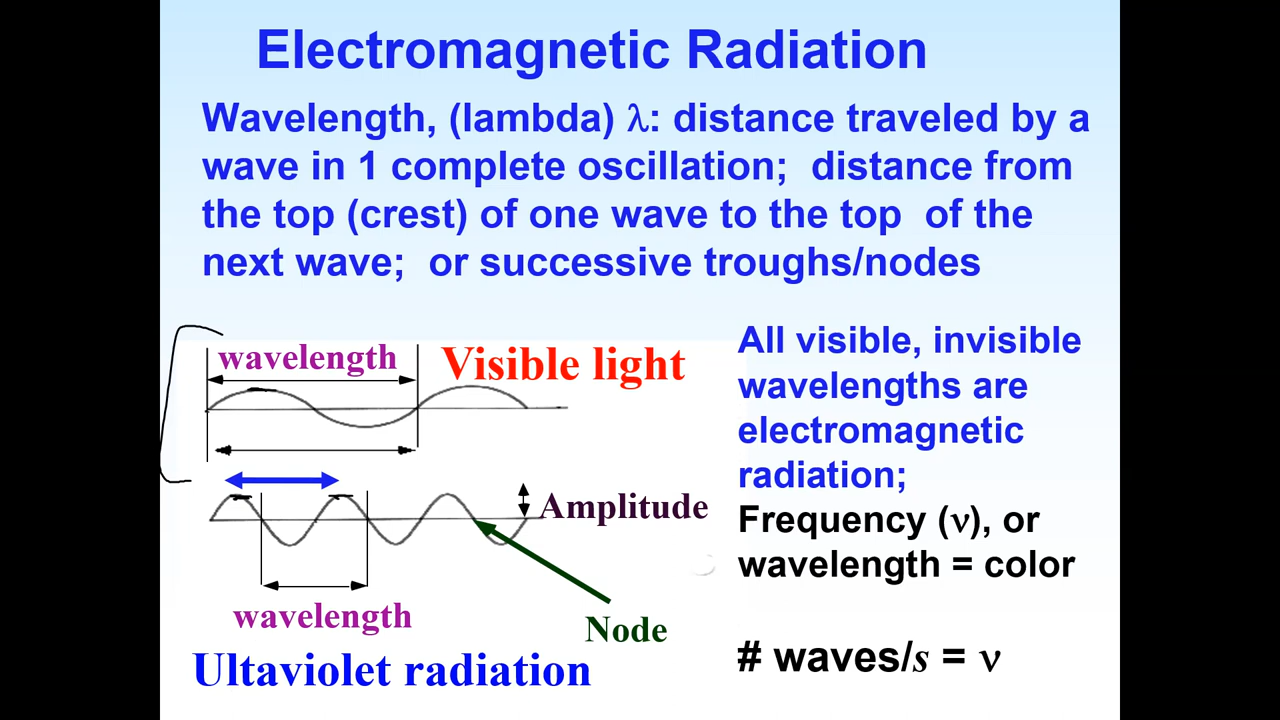 Electromagnetic Radiation
Wavelength, (lambda) λ: distance traveled by a
wave in 1 complete oscillation; distance from
the top (crest) of one wave to the top of the
next wave; or successive troughs/nodes
wavelength
Visible light
Amplitude
wavelength
Node
Ultaviolet radiation
All visible, invisible
wavelengths are
electromagnetic
radiation;
Frequency (ν), or
wavelength = color
# waves/s = ν